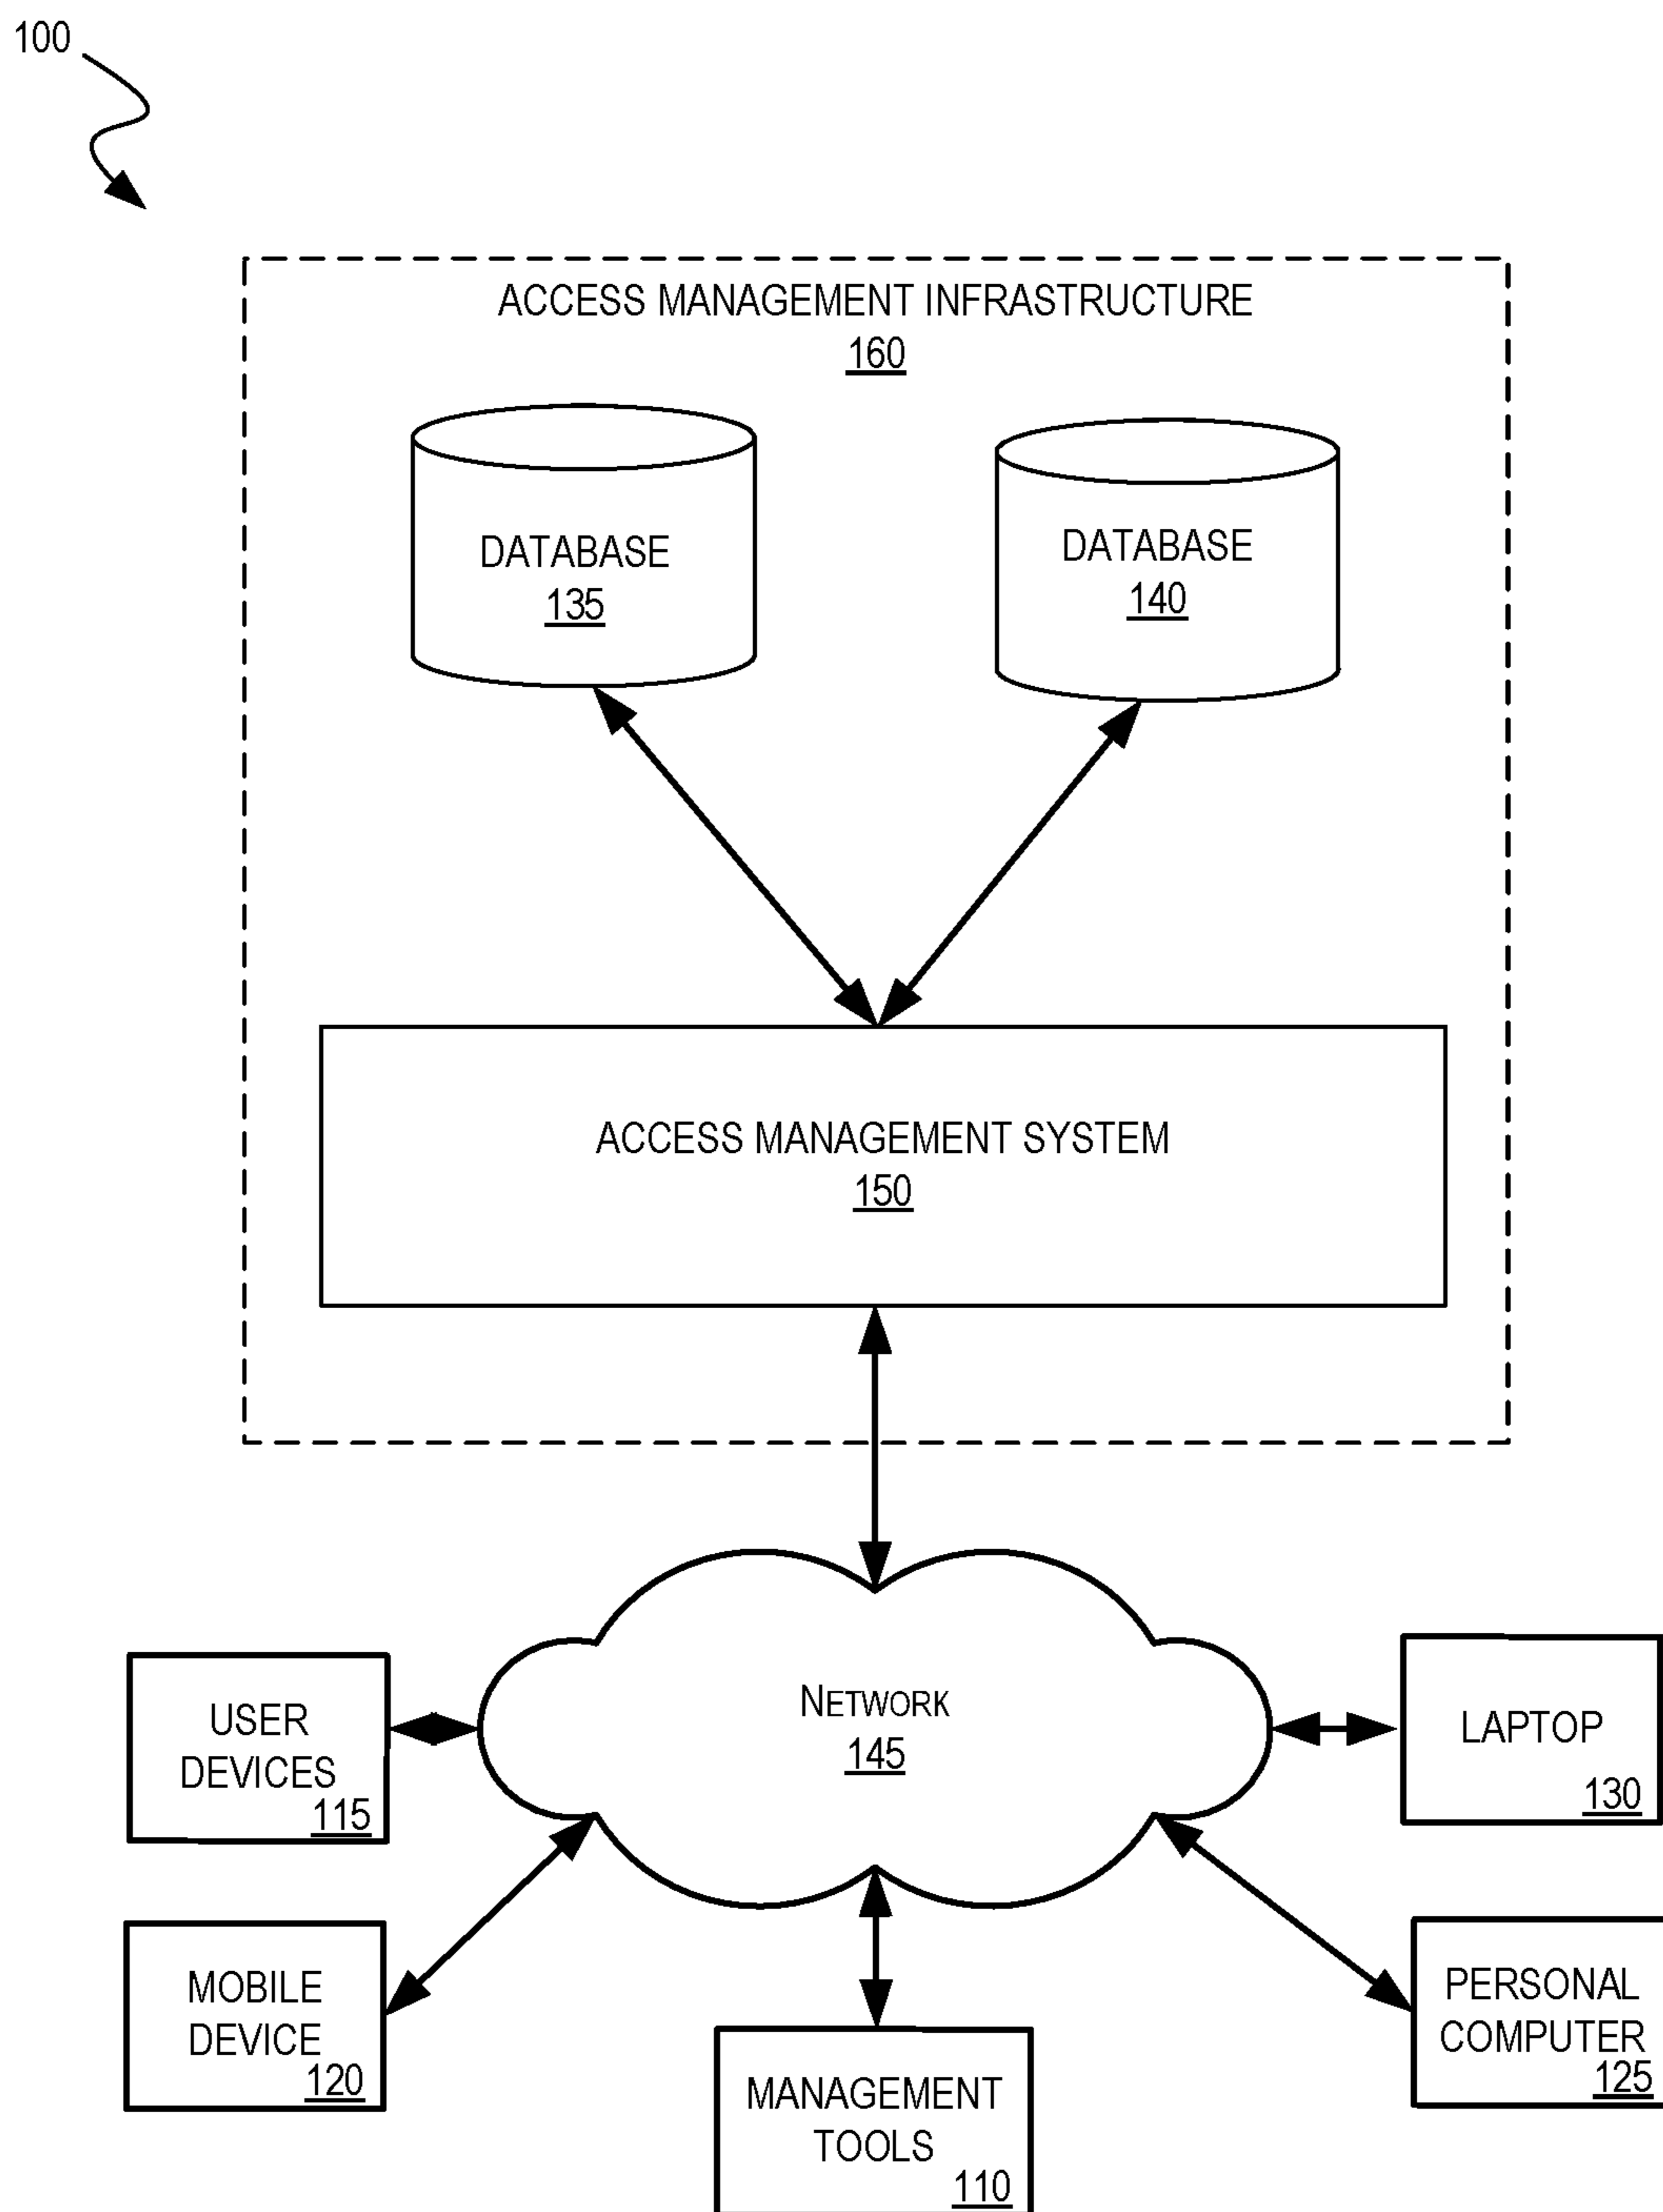 100
ACCESS MANAGEMENT INFRASTRUCTURE
160
DATABASE
135
DATABASE
140
ACCESS MANAGEMENT SYSTEM
150
NETWORK
145
USER
DEVICES
115
LAPTOP
130
MOBILE
DEVICE
120
MANAGEMENT
TOOLS
110
PERSONAL
COMPUTER
125